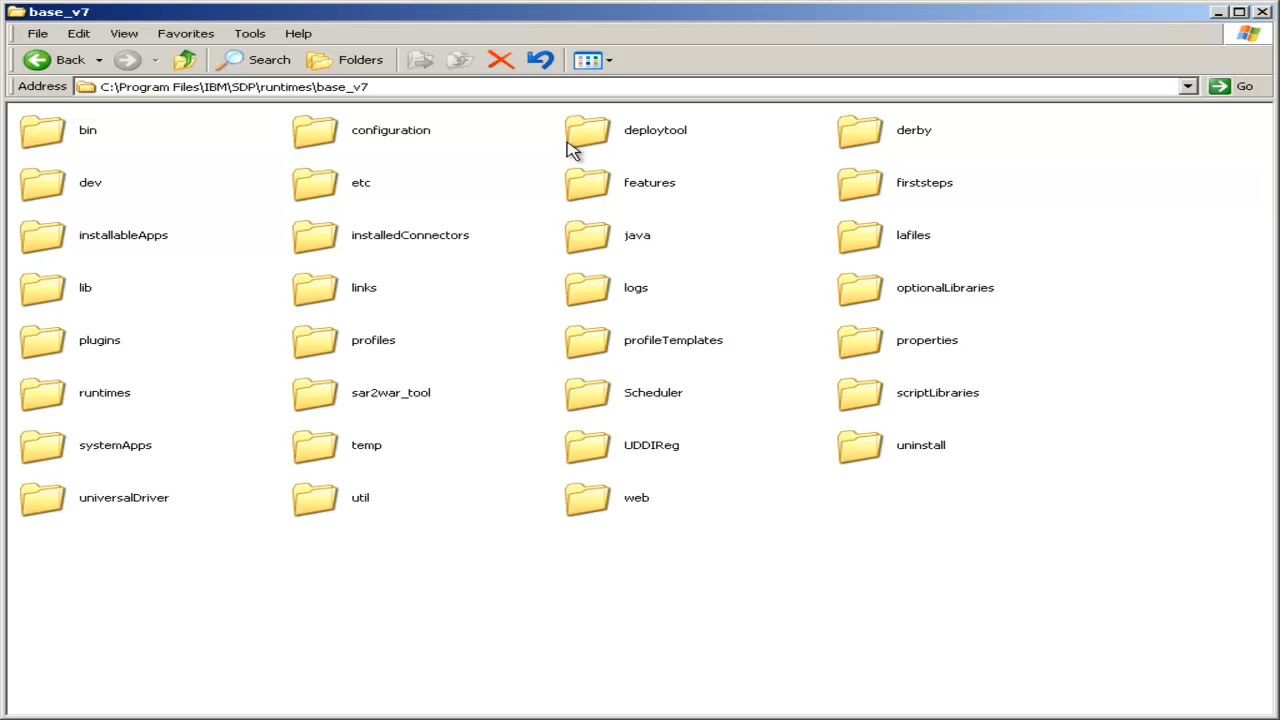 base_v7
File Edit View Favorites Tools Help
Back Search Folders
Address C:\Program Files\IBM\SDP\runtimes\base_v7 Go
bin configuration deploytool derby
dev etc features firststeps
installableApps installedConnectors java lafiles
lib links logs optionalLibraries
plugins profiles profileTemplates properties
runtimes sar2war_tool Scheduler scriptLibraries
systemApps temp UDDIReg uninstall
universalDriver util web